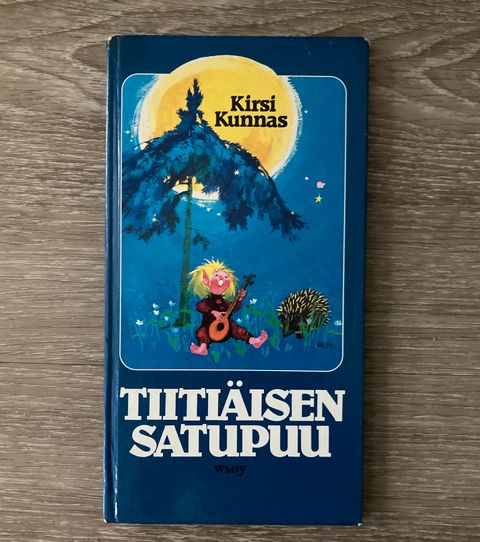 Kirsi
Kunnas
TIITIÄISEN
SATUPUU
wsoy